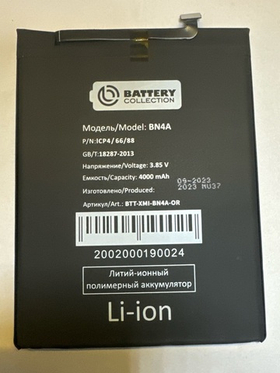 BATTERY
COLLECTION
Модель/Model: BN4A
P/N:ICP4/66/88
GB/T:18287-2013
Напряжение/Voltage: 3.85 V
Емкость/Capacity: 4000 mAh
09-2023
Изготовлено/Produced: 2023 MU37
Артикул/Art.: BTT-XMI-BN4A-OR
2002000190024
Литий-ионный
полимерный аккумулятор
Li-ion